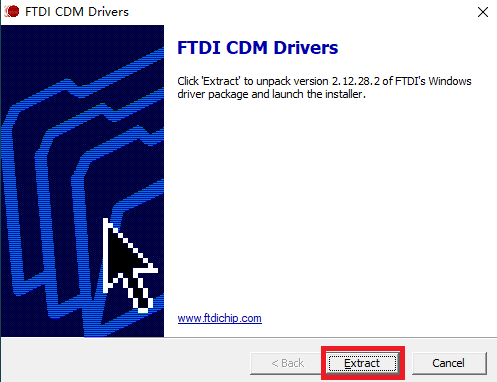 FTDI CDM Drivers
FTDI CDM Drivers
Click 'Extract' to unpack version 2.12.28.2 of FTDI's Windows
driver package and launch the installer.
www.ftdichip.com
< Back
Extract
Cancel